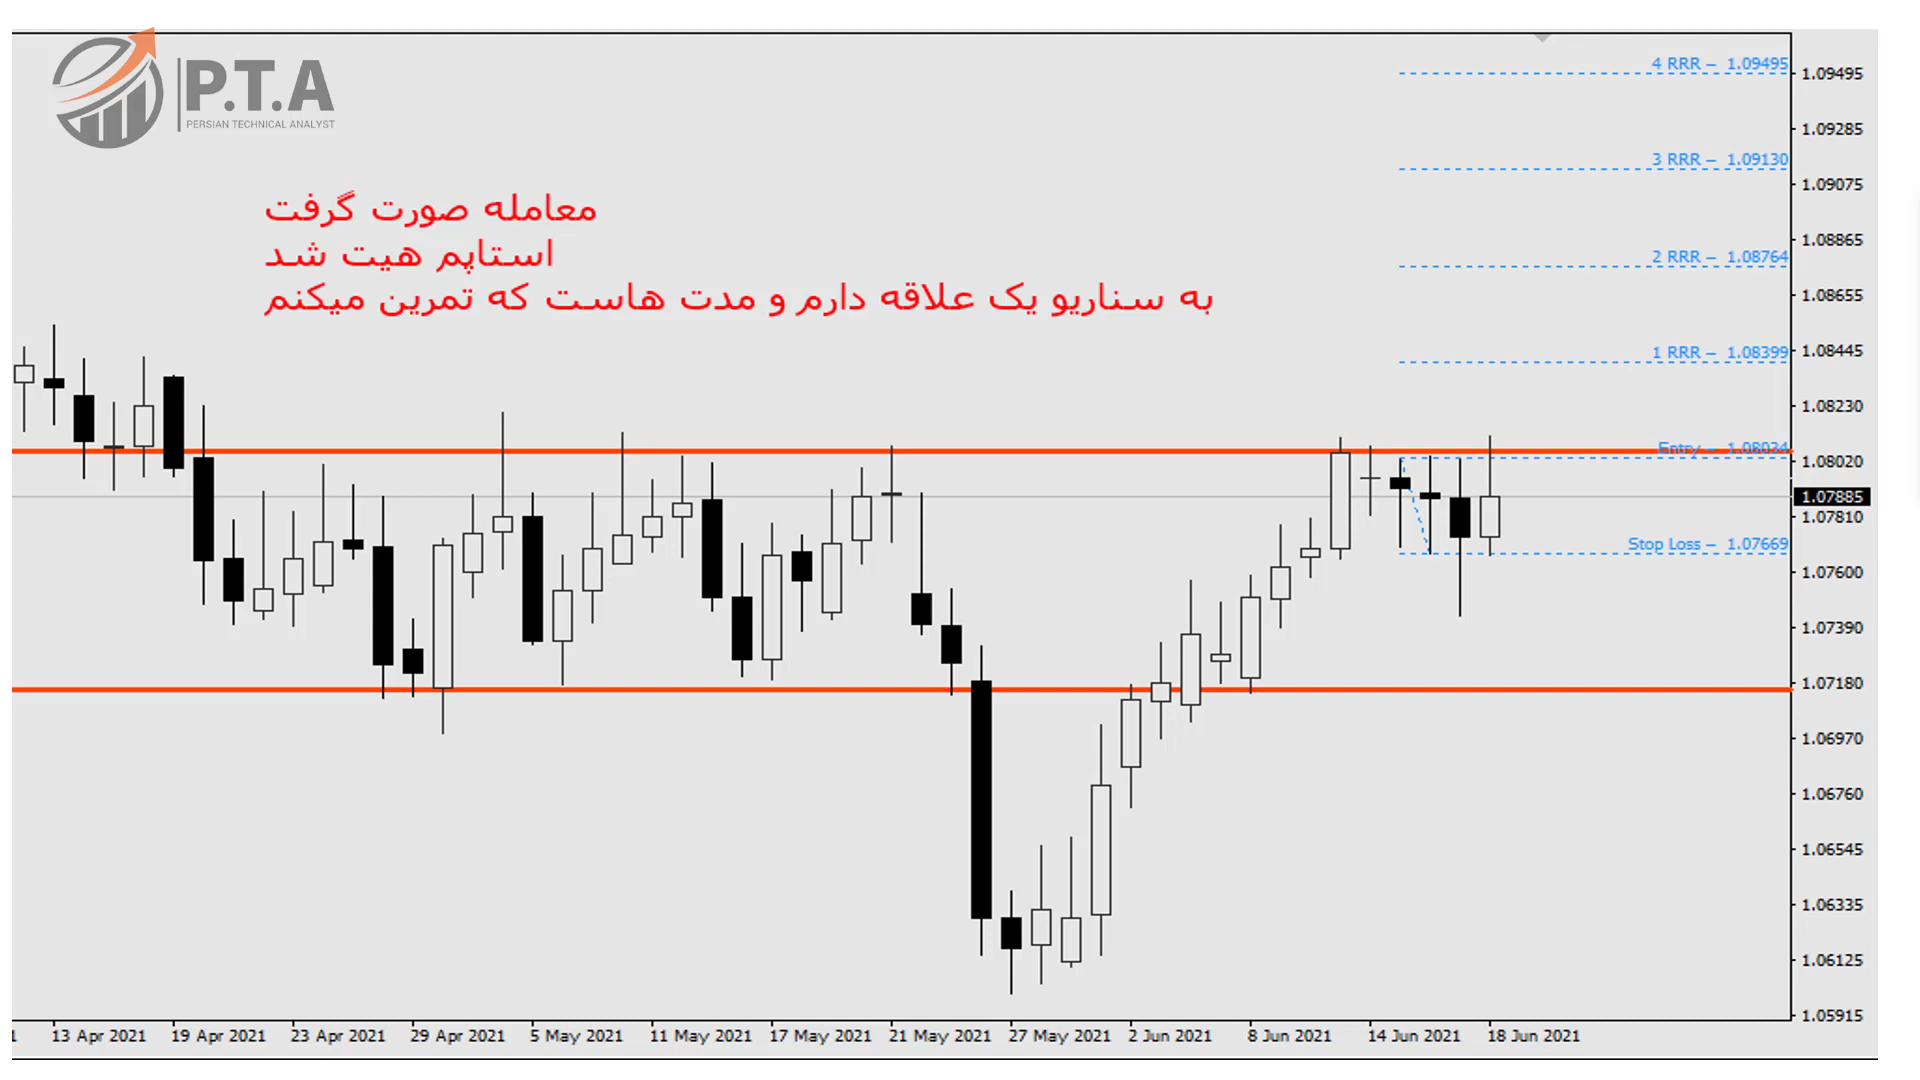 P.T.A
PERSIAN TECHNICAL ANALYST
معامله صورت گرفت
استاپم هیت شد
به سناریو یک علاقه دارم و مدت هاست که تمرین میکنم
4 RRR – 1.09495
3 RRR – 1.09130
2 RRR – 1.08764
1 RRR – 1.08399
Entry – 1.08034
Stop Loss – 1.07669
1.09495
1.09285
1.09075
1.08865
1.08655
1.08445
1.08230
1.08020
1.07885
1.07810
1.07600
1.07390
1.07180
1.06970
1.06760
1.06545
1.06335
1.06125
1.05915
13 Apr 2021 19 Apr 2021 23 Apr 2021 29 Apr 2021 5 May 2021 11 May 2021 17 May 2021 21 May 2021 27 May 2021 2 Jun 2021 8 Jun 2021 14 Jun 2021 18 Jun 2021